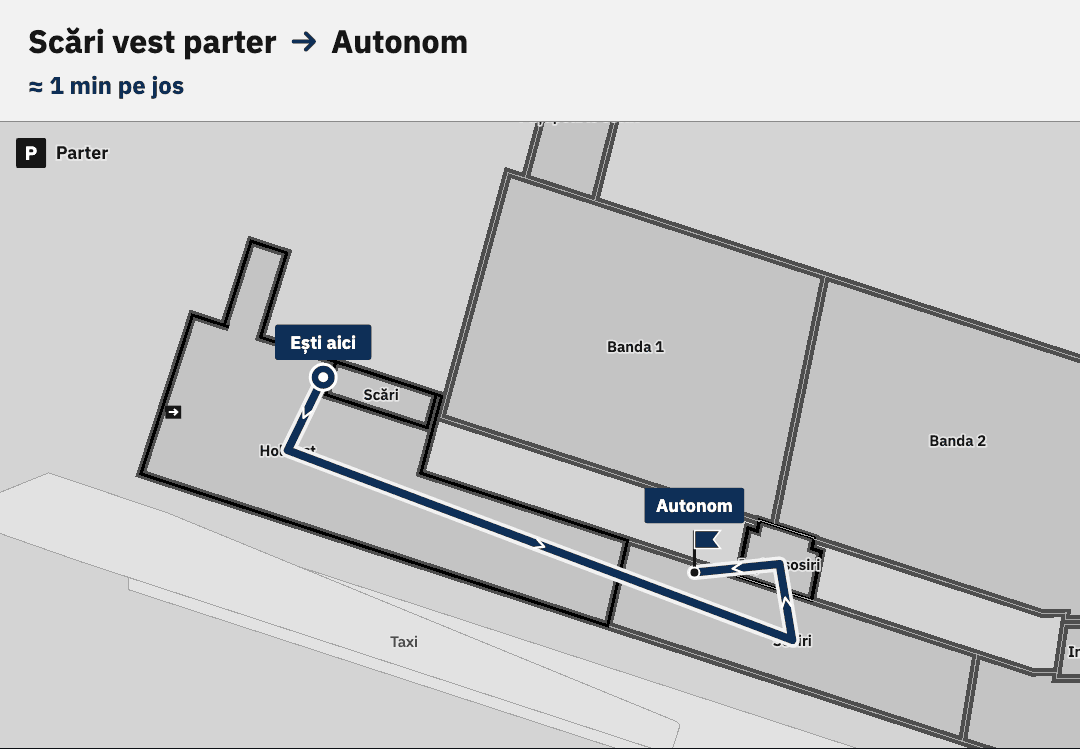 Scări vest parter → Autonom
≈ 1 min pe jos
P Parter
Banda 1
Ești aici
Scări
Banda 2
Autonom
Taxi